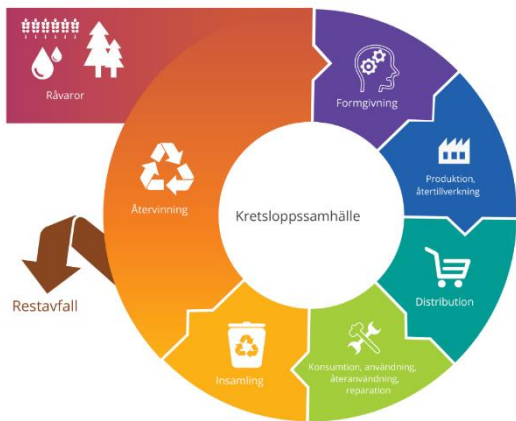 Råvaror
Formgivning
Produktion,
återtillverkning
Återvinning
Kretsloppssamhälle
Distribution
Restavfall
Insamling
Konsumtion, användning,
återanvändning,
reparation